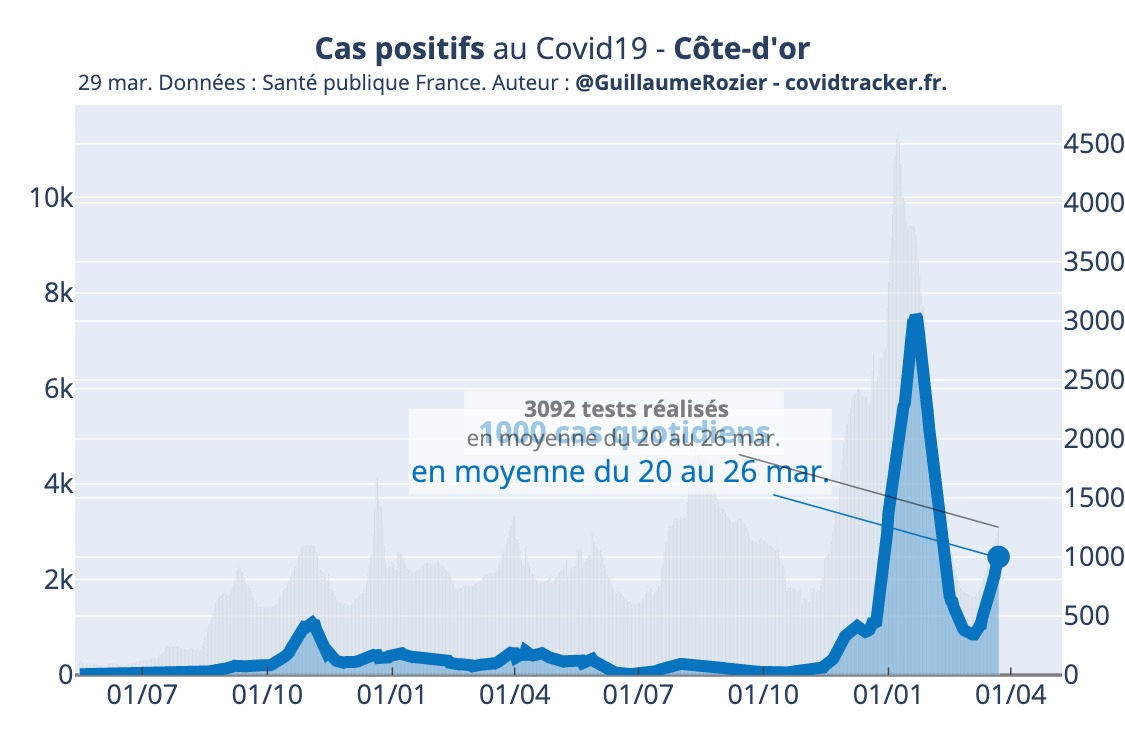 Cas positifs au Covid19 - Côte-d'or
29 mar. Données : Santé publique France. Auteur : @GuillaumeRozier - covidtracker.fr.
10k
8k
6k
4k
2k
0
4500
4000
3500
3000
2500
2000
1500
1000
500
0
3092 tests réalisés
en moyenne du 20 au 26 mar.
1000 cas quotidiens
en moyenne du 20 au 26 mar.
01/07
01/10
01/01
01/04
01/07
01/10
01/01
01/04